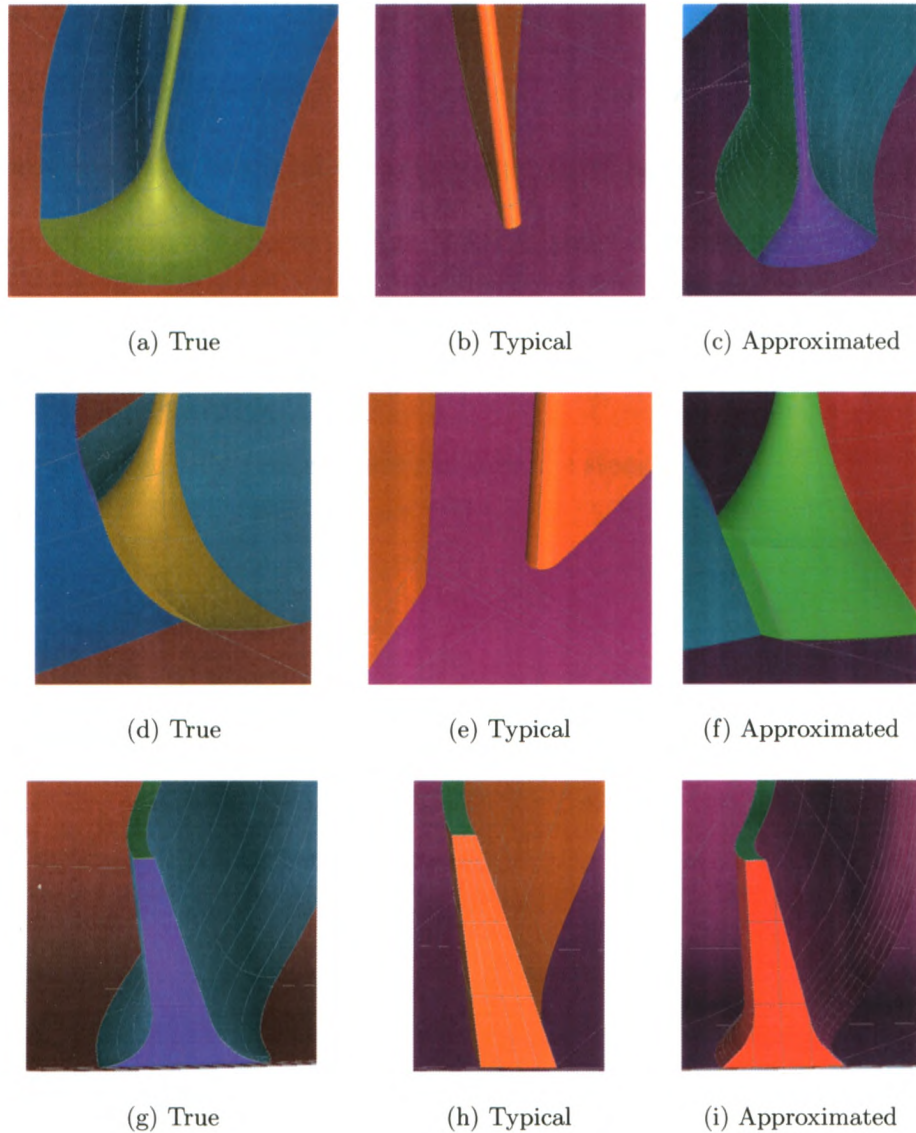 (a) True
(b) Typical
(c) Approximated
(d) True
(e) Typical
(f) Approximated
(g) True
(h) Typical
(i) Approximated